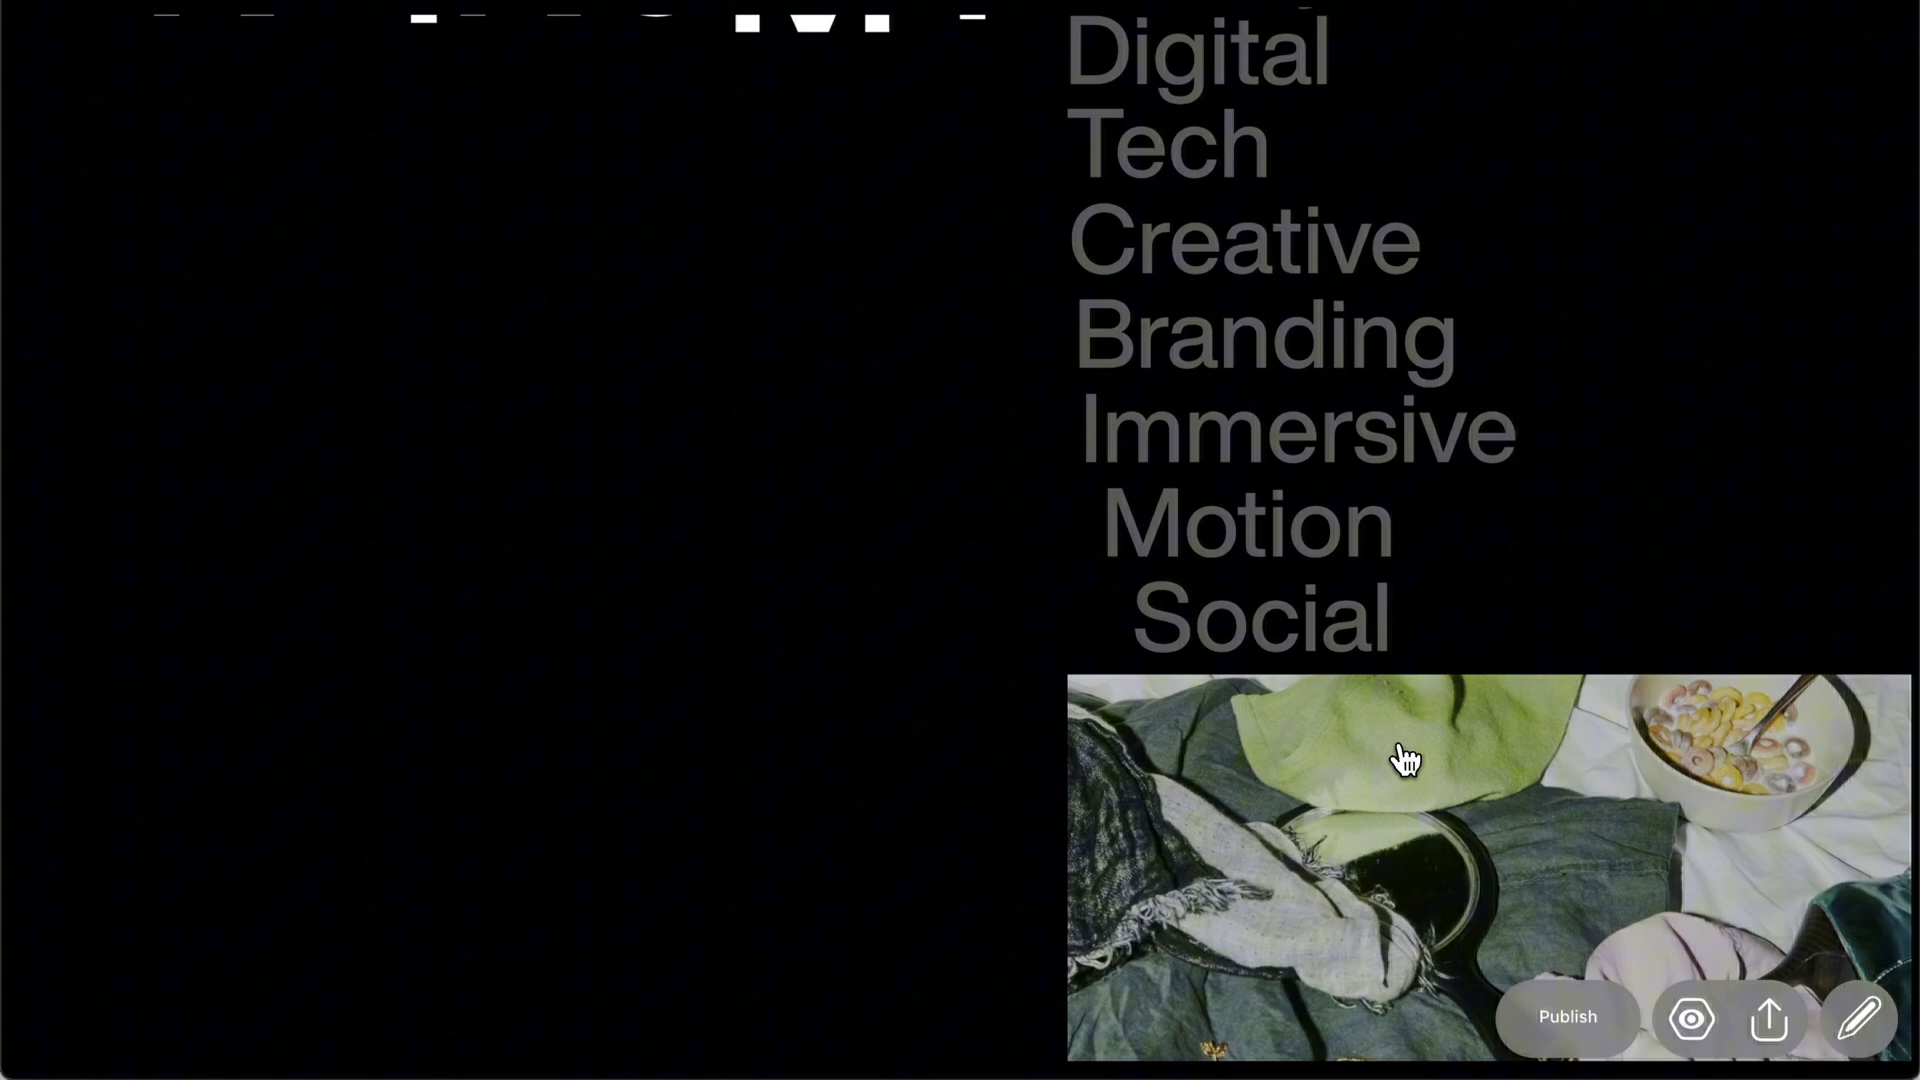 Digital
Tech
Creative
Branding
Immersive
Motion
Social
Publish